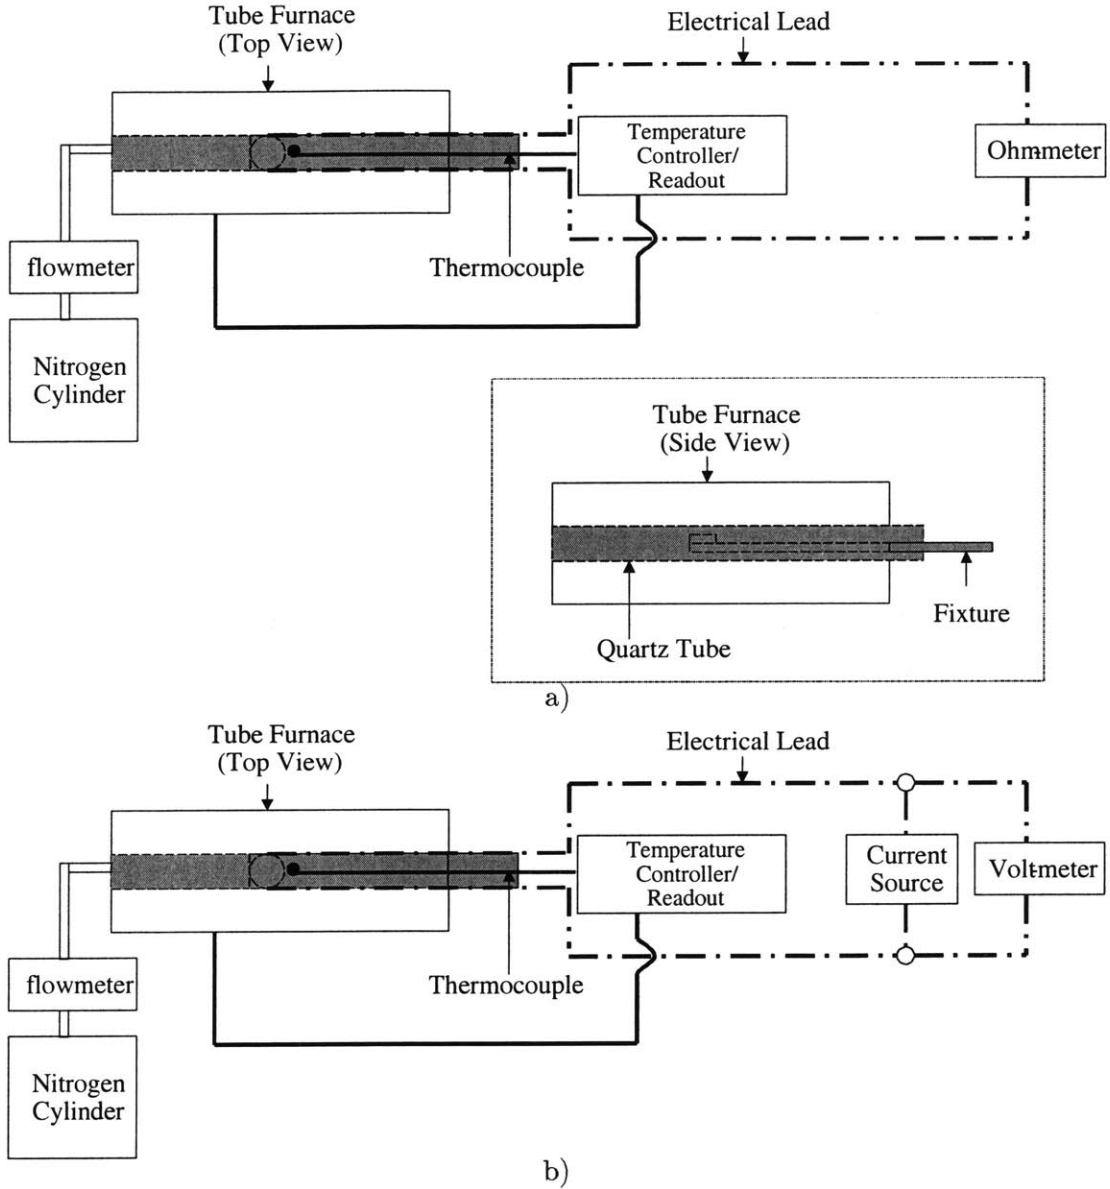 Tube Furnace
(Top View)
Electrical Lead
Temperature
Controller/
Readout
Ohmmeter
Thermocouple
flowmeter
Nitrogen
Cylinder
Tube Furnace
(Side View)
Fixture
Quartz Tube
a)
Tube Furnace
(Top View)
Electrical Lead
Temperature
Controller/
Readout
Current
Source
Voltmeter
Thermocouple
flowmeter
Nitrogen
Cylinder
b)